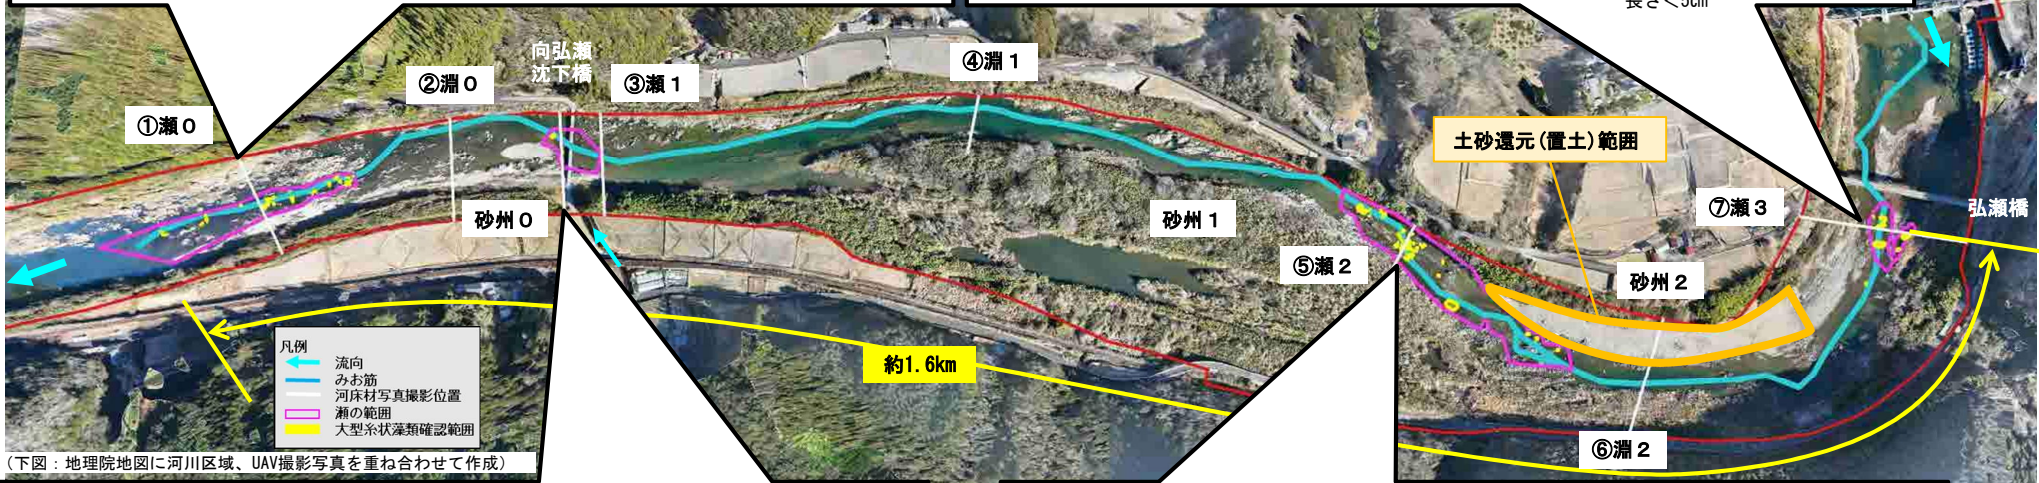 長さ<5cm
向弘瀬
沈下橋
①瀬0
②淵0
③瀬1
④淵1
土砂還元(置土)範囲
砂州0
砂州1
⑤瀬2
砂州2
⑦瀬3
弘瀬橋
⑥淵2
約1.6km
凡例
流向
みお筋
河床材写真撮影位置
瀬の範囲
大型糸状藻類確認範囲
(下図：地理院地図に河川区域、UAV撮影写真を重ね合わせて作成)